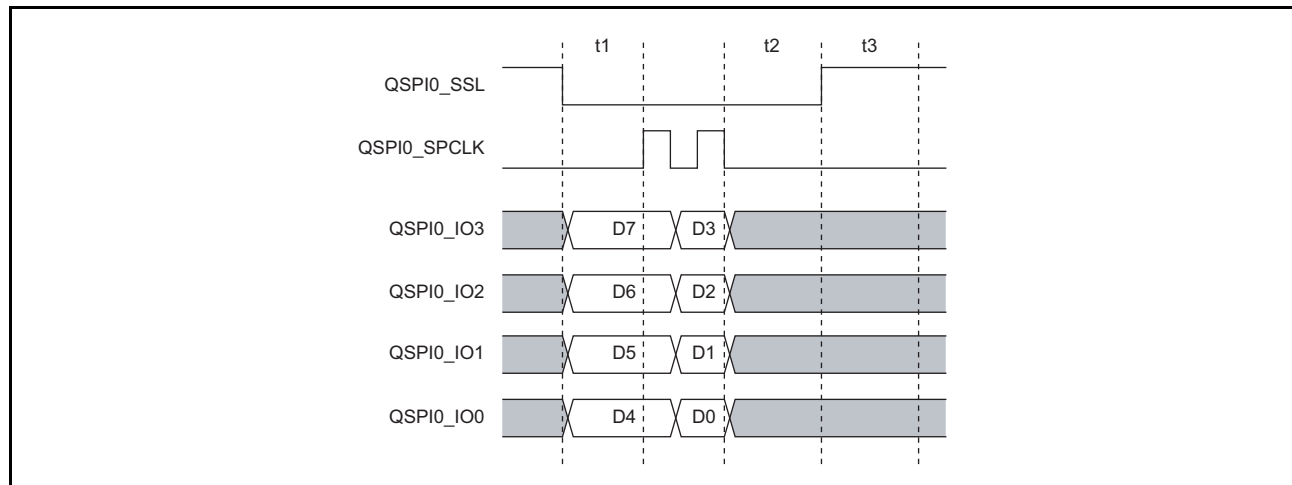 t1 t2 t3
QSPI0_SSL
QSPI0_SPCLK
QSPI0_IO3 D7 D3
QSPI0_IO2 D6 D2
QSPI0_IO1 D5 D1
QSPI0_IO0 D4 D0